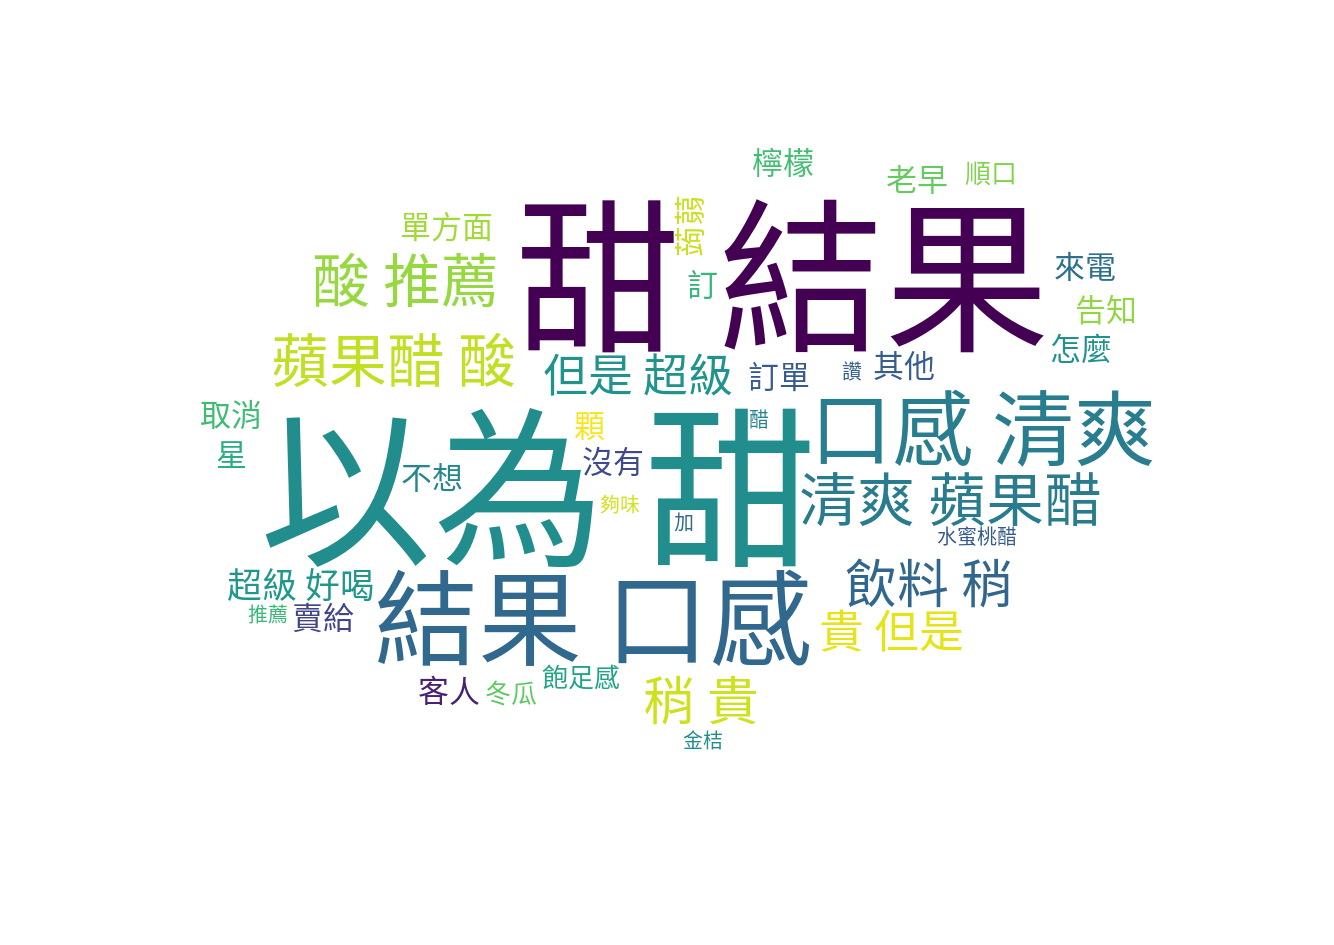 檸檬
老早
順口
蒟蒻
單方面
甜 結果
酸 推薦
來電
訂
告知
怎麼
蘋果醋 酸
但是 超級
訂單
讚
其他
取消
口感 清爽
醋
顆
星
以為 甜
沒有
不想
清爽 蘋果醋
夠味
加
水蜜桃醋
超級 好喝
飲料 稍
推薦
賣給
結果 口感
貴 但是
飽足感
客人
冬瓜
稍 貴
金桔